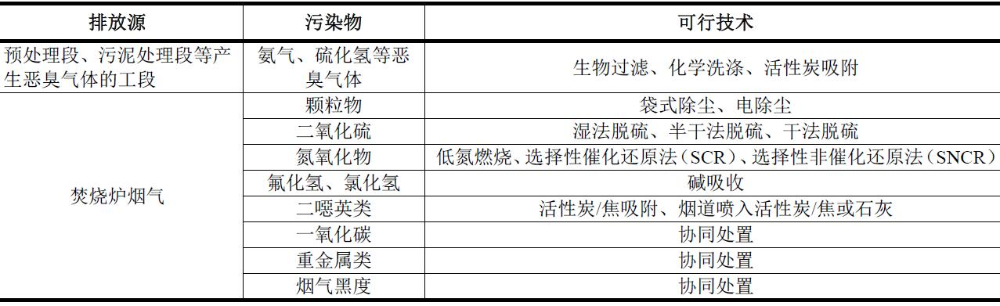 排放源 污染物 可行技术
预处理段、污泥处理段等产
生恶臭气体的工段
氨气、硫化氢等恶
臭气体
生物过滤、化学洗涤、活性炭吸附
焚烧炉烟气
颗粒物 袋式除尘、电除尘
二氧化硫 湿法脱硫、半干法脱硫、干法脱硫
氮氧化物 低氮燃烧、选择性催化还原法（SCR）、选择性非催化还原法（SNCR）
氟化氢、氯化氢 碱吸收
二噁英类 活性炭/焦吸附、烟道喷入活性炭/焦或石灰
一氧化碳 协同处置
重金属类 协同处置
烟气黑度 协同处置